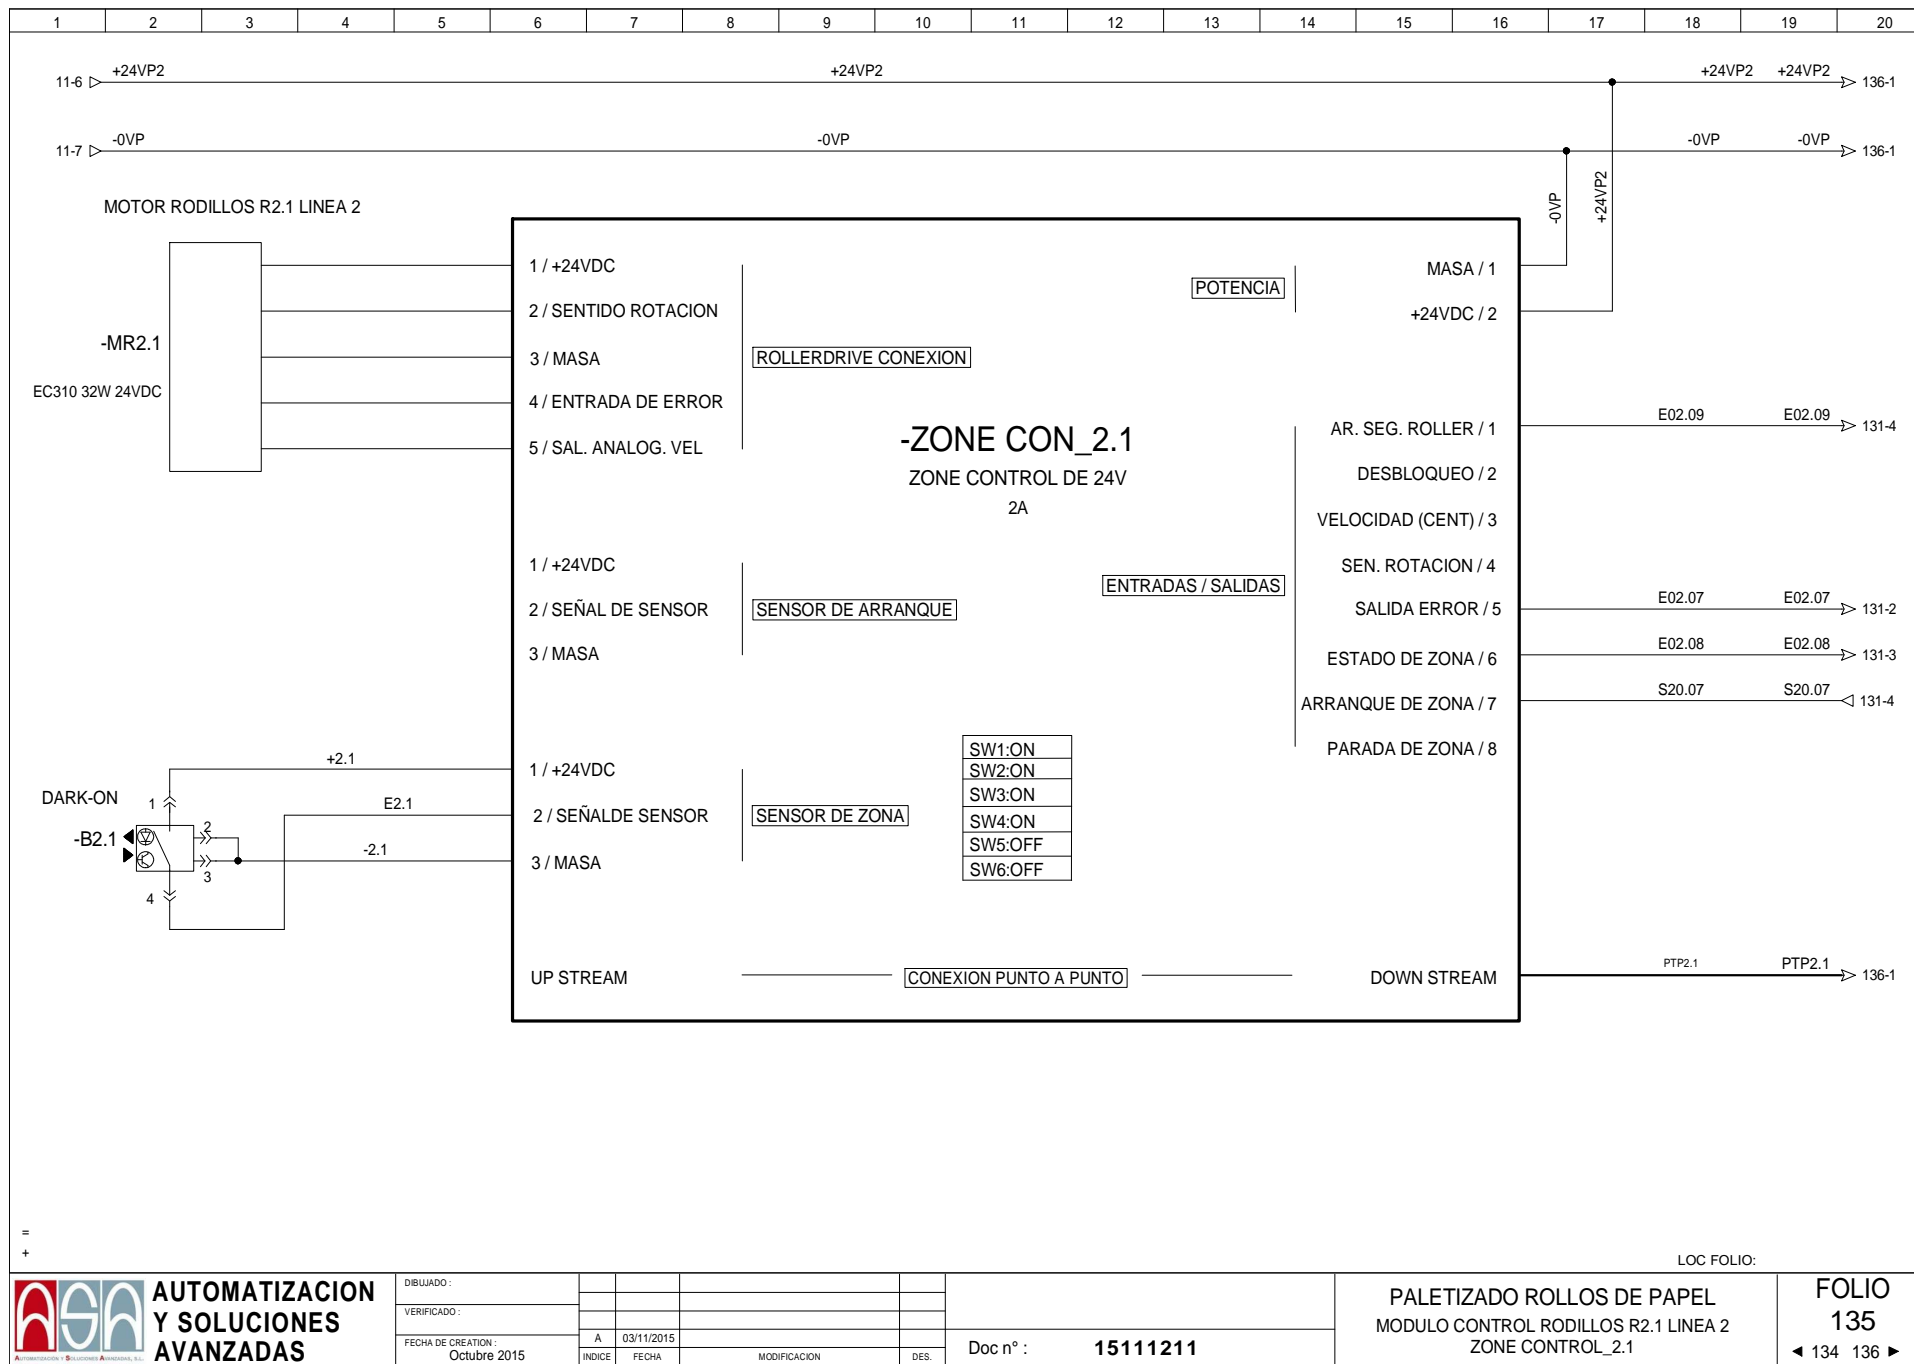 1 2 3 4 5 6 7 8 9 10 11 12 13 14 15 16 17 18 19 20
11-6 +24VP2 +24VP2 +24VP2 +24VP2 136-1
11-7 -0VP -0VP -0VP -0VP 136-1
-0VP
+24VP2
MOTOR RODILLOS R2.1 LINEA 2
-MR2.1
EC310 32W 24VDC
1 / +24VDC
2 / SENTIDO ROTACION
3 / MASA
4 / ENTRADA DE ERROR
5 / SAL. ANALOG. VEL
ROLLERDRIVE CONEXION
POTENCIA
MASA / 1
+24VDC / 2
-ZONE CON_2.1
ZONE CONTROL DE 24V
2A
1 / +24VDC
2 / SEÑAL DE SENSOR
3 / MASA
SENSOR DE ARRANQUE
ENTRADAS / SALIDAS
AR. SEG. ROLLER / 1 E02.09 E02.09 131-4
DESBLOQUEO / 2
VELOCIDAD (CENT) / 3
SEN. ROTACION / 4
SALIDA ERROR / 5 E02.07 E02.07 131-2
ESTADO DE ZONA / 6 E02.08 E02.08 131-3
ARRANQUE DE ZONA / 7 S20.07 S20.07 131-4
PARADA DE ZONA / 8
DARK-ON
-B2.1
1
2
3
4
+2.1
E2.1
-2.1
1 / +24VDC
2 / SEÑALDE SENSOR
3 / MASA
SENSOR DE ZONA
SW1:ON
SW2:ON
SW3:ON
SW4:ON
SW5:OFF
SW6:OFF
UP STREAM CONEXION PUNTO A PUNTO DOWN STREAM PTP2.1 PTP2.1 136-1
=
+
LOC FOLIO:
ASA
AUTOMATIZACION Y SOLUCIONES AVANZADAS, S.L.
AUTOMATIZACION
Y SOLUCIONES
AVANZADAS
DIBUJADO :
VERIFICADO :
FECHA DE CREATION :
Octubre 2015
A 03/11/2015
INDICE FECHA MODIFICACION DES.
Doc n° : 15111211
PALETIZADO ROLLOS DE PAPEL
MODULO CONTROL RODILLOS R2.1 LINEA 2
ZONE CONTROL_2.1
FOLIO
135
134 136